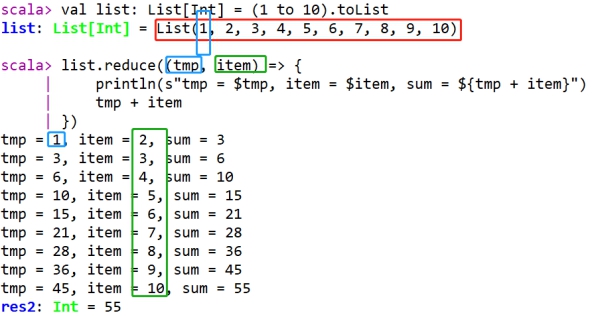 scala> val list: List[Int] = (1 to 10).toList
list: List[Int] = List(1, 2, 3, 4, 5, 6, 7, 8, 9, 10)
scala> list.reduce((tmp, item) => {
     |     println(s"tmp = $tmp, item = $item, sum = ${tmp + item}")
     |     tmp + item
     | })
tmp = 1, item = 2, sum = 3
tmp = 3, item = 3, sum = 6
tmp = 6, item = 4, sum = 10
tmp = 10, item = 5, sum = 15
tmp = 15, item = 6, sum = 21
tmp = 21, item = 7, sum = 28
tmp = 28, item = 8, sum = 36
tmp = 36, item = 9, sum = 45
tmp = 45, item = 10, sum = 55
res2: Int = 55